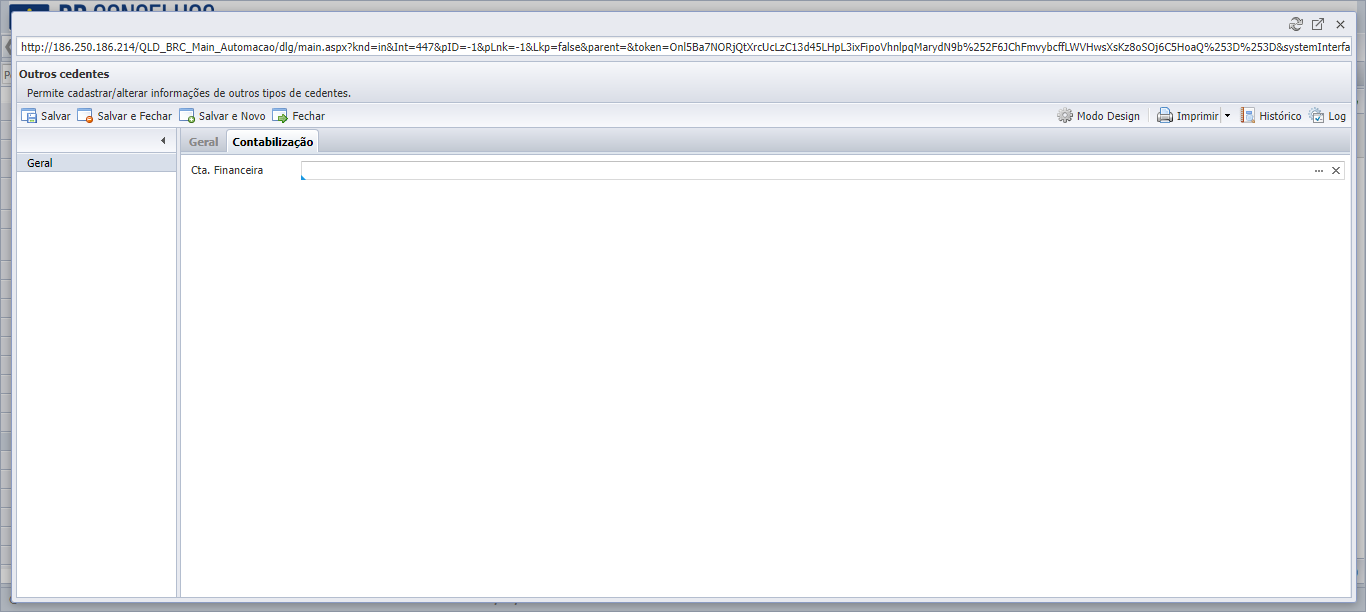 BR CONSELHOS
http://186.250.186.214/QLD_BRC_Main_Automacao/dlg/main.aspx?knd=in&Int=447&pID=-1&pLnk=-1&Lkp=false&parent=&token=Onl5Ba7NORjQtXrcUcLzC13d45LHpL3ixFipoVhnlpqMarydN9b%252F6JChFmvybcffLWVHwsXsKz8oSOj6C5HoaQ%253D%253D&systemInterfa
Outros cedentes
Permite cadastrar/alterar informações de outros tipos de cedentes.
Salvar Salvar e Fechar Salvar e Novo Fechar Modo Design Imprimir Histórico Log
Geral Contabilização
Geral
Cta. Financeira